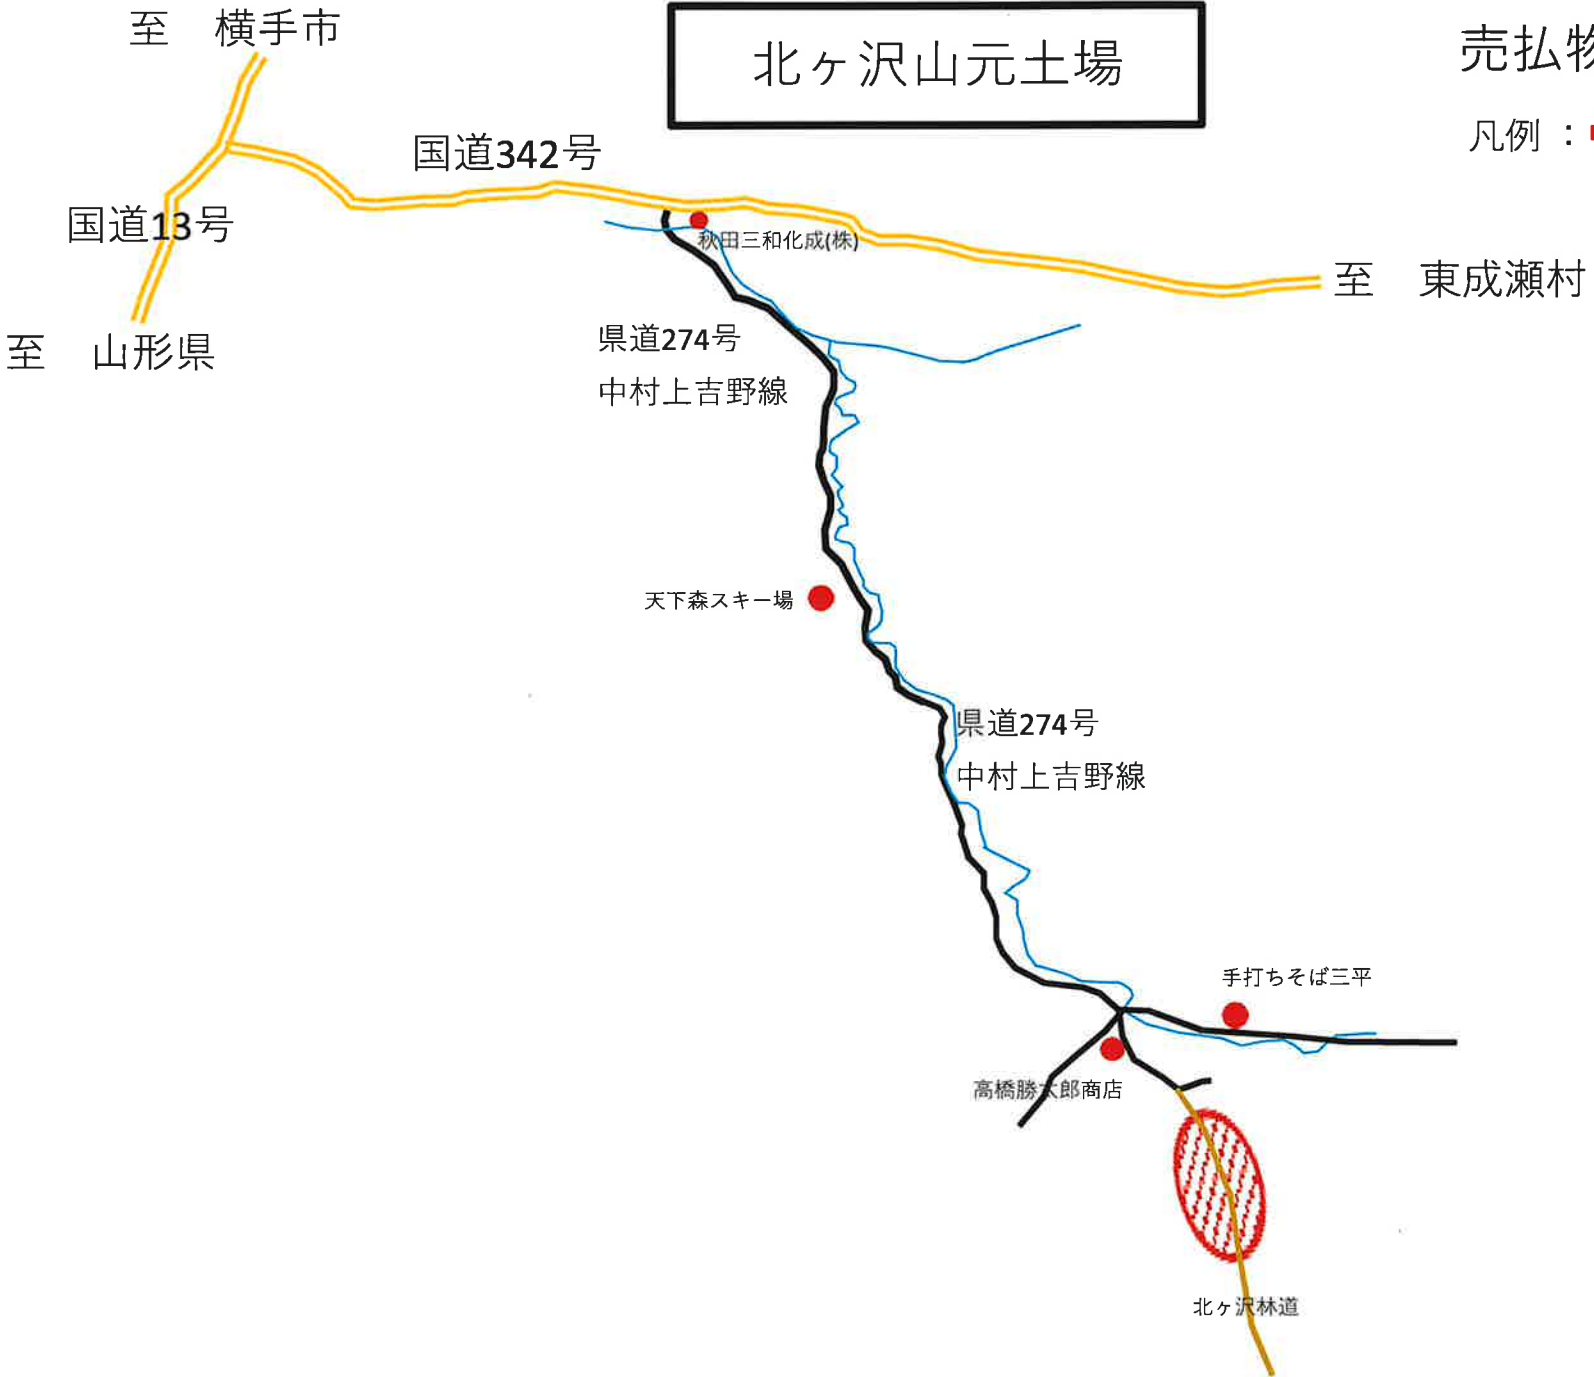 至 横手市
北ヶ沢山元土場
売払物
凡例 ：
国道342号
国道13号
秋田三和化成(株)
至 東成瀬村
至 山形県
県道274号
中村上吉野線
天下森スキー場
県道274号
中村上吉野線
手打ちそば三平
高橋勝太郎商店
北ヶ沢林道